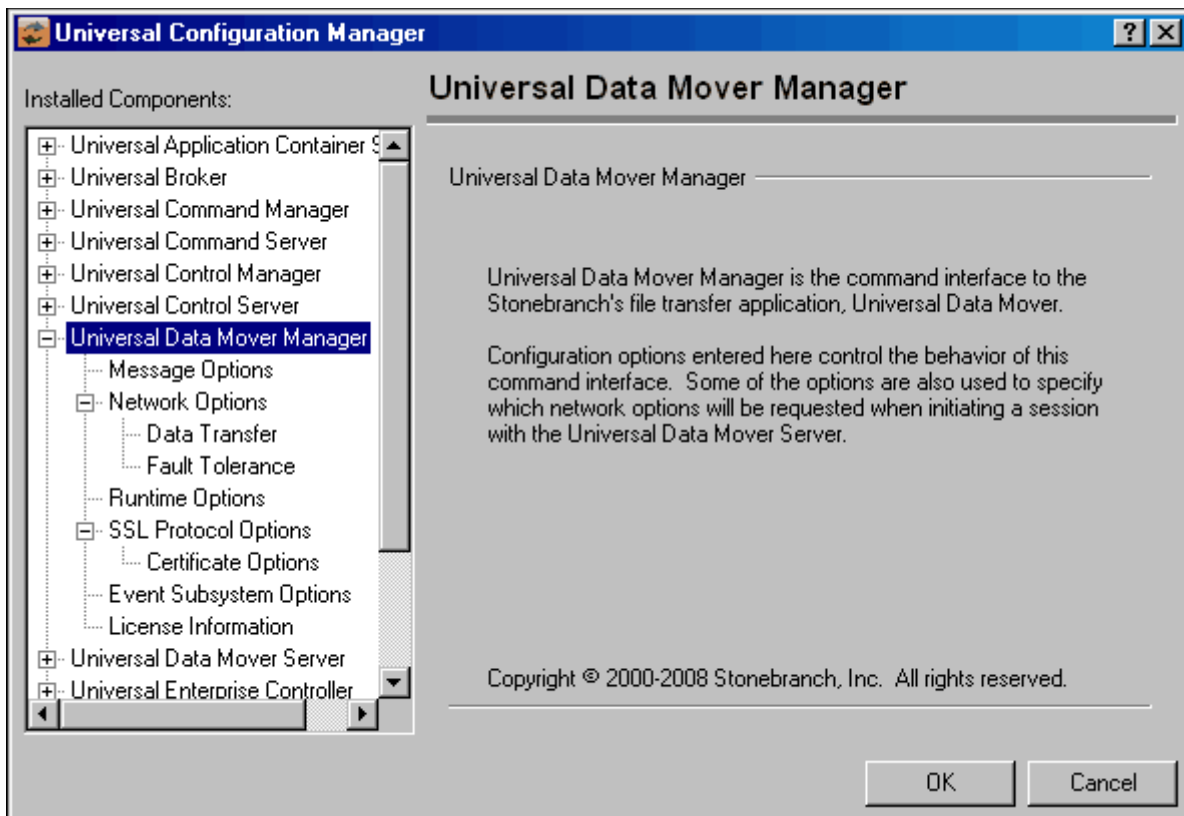 Universal Configuration Manager
Installed Components:
Universal Application Container S
Universal Broker
Universal Command Manager
Universal Command Server
Universal Control Manager
Universal Control Server
Universal Data Mover Manager
Message Options
Network Options
Data Transfer
Fault Tolerance
Runtime Options
SSL Protocol Options
Certificate Options
Event Subsystem Options
License Information
Universal Data Mover Server
Universal Enterprise Controller
Universal Data Mover Manager
Universal Data Mover Manager
Universal Data Mover Manager is the command interface to the
Stonebranch's file transfer application, Universal Data Mover.
Configuration options entered here control the behavior of this
command interface.  Some of the options are also used to specify
which network options will be requested when initiating a session
with the Universal Data Mover Server.
Copyright © 2000-2008 Stonebranch, Inc.  All rights reserved.
OK
Cancel